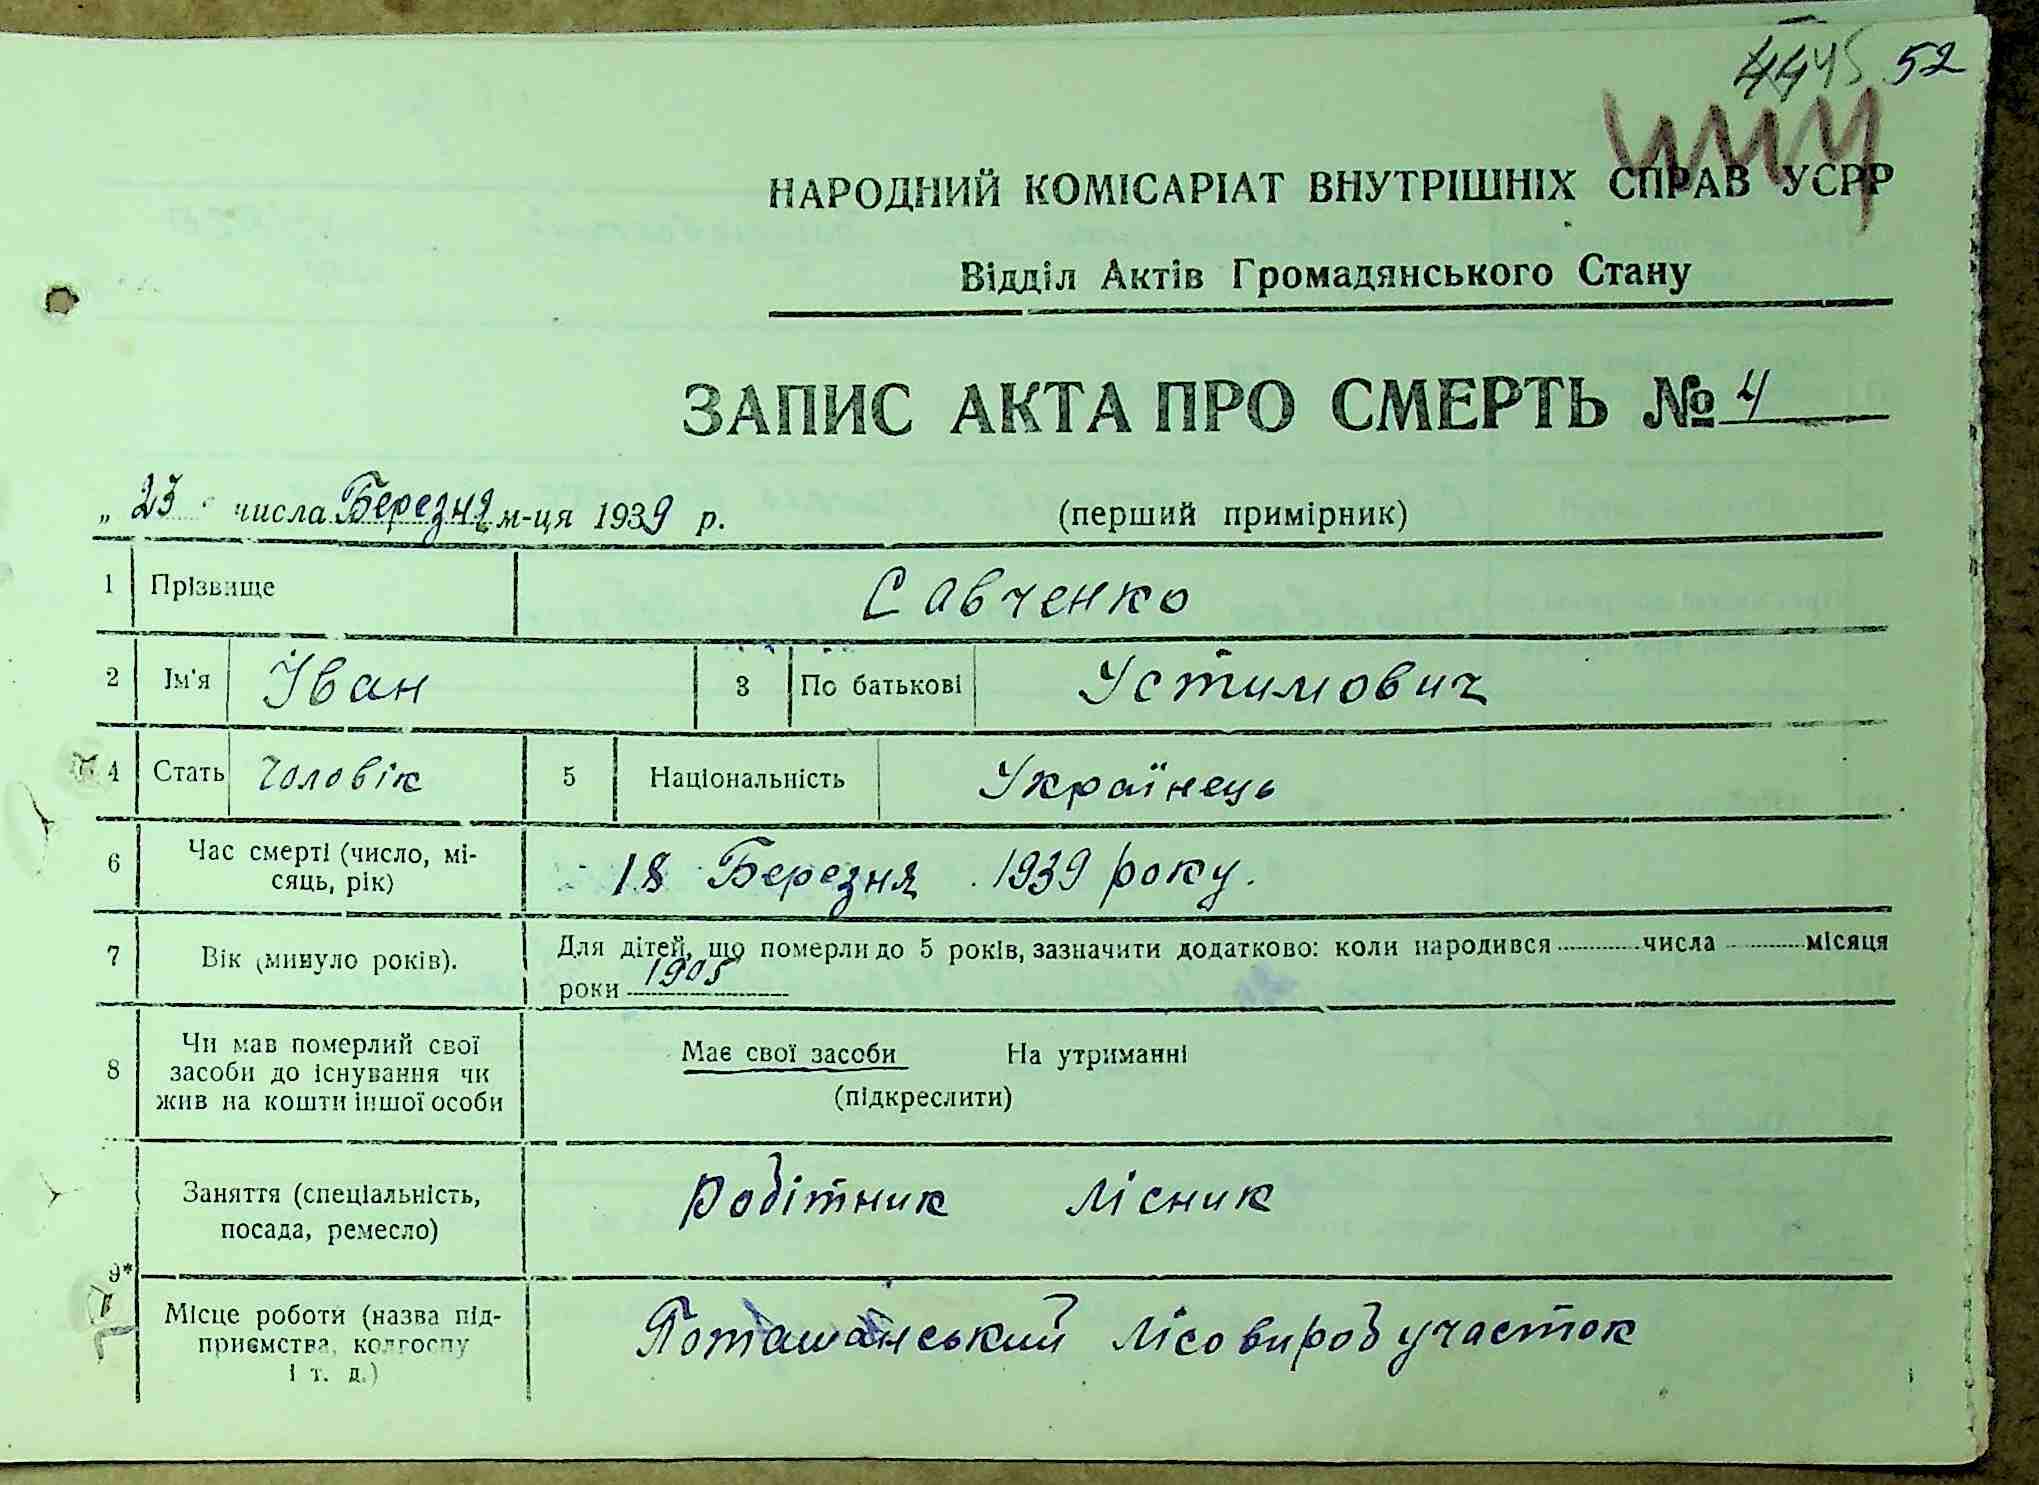 45 52
НАРОДНИЙ КОМІСАРІАТ ВНУТРІШНІХ СПРАВ УСРР
Відділ Актів Громадянського Стану
ЗАПИС АКТА ПРО СМЕРТЬ № 4
„ 23 " числа Березня м-ця 1939 р. (перший примірник)
1 Прізвище Савченко
2 Ім'я Іван 3 По батькові Устимович
4 Стать Чоловік 5 Національність Українець
6 Час смерті (число, мі-
сяць, рік) 18 Березня 1939 року.
7 Вік (минуло років). Для дітей, що померли до 5 років, зазначити додатково: коли народився числа місяця
роки 1905
8 Чи мав померлий свої
засоби до існування чи
жив на кошти іншої особи Має свої засоби На утриманні
(підкреслити)
Заняття (спеціальність,
посада, ремесло) робітник лісник
9*
Місце роботи (назва під-
приємства, колгоспу
і т. д.) Поташанський лісовироб участок